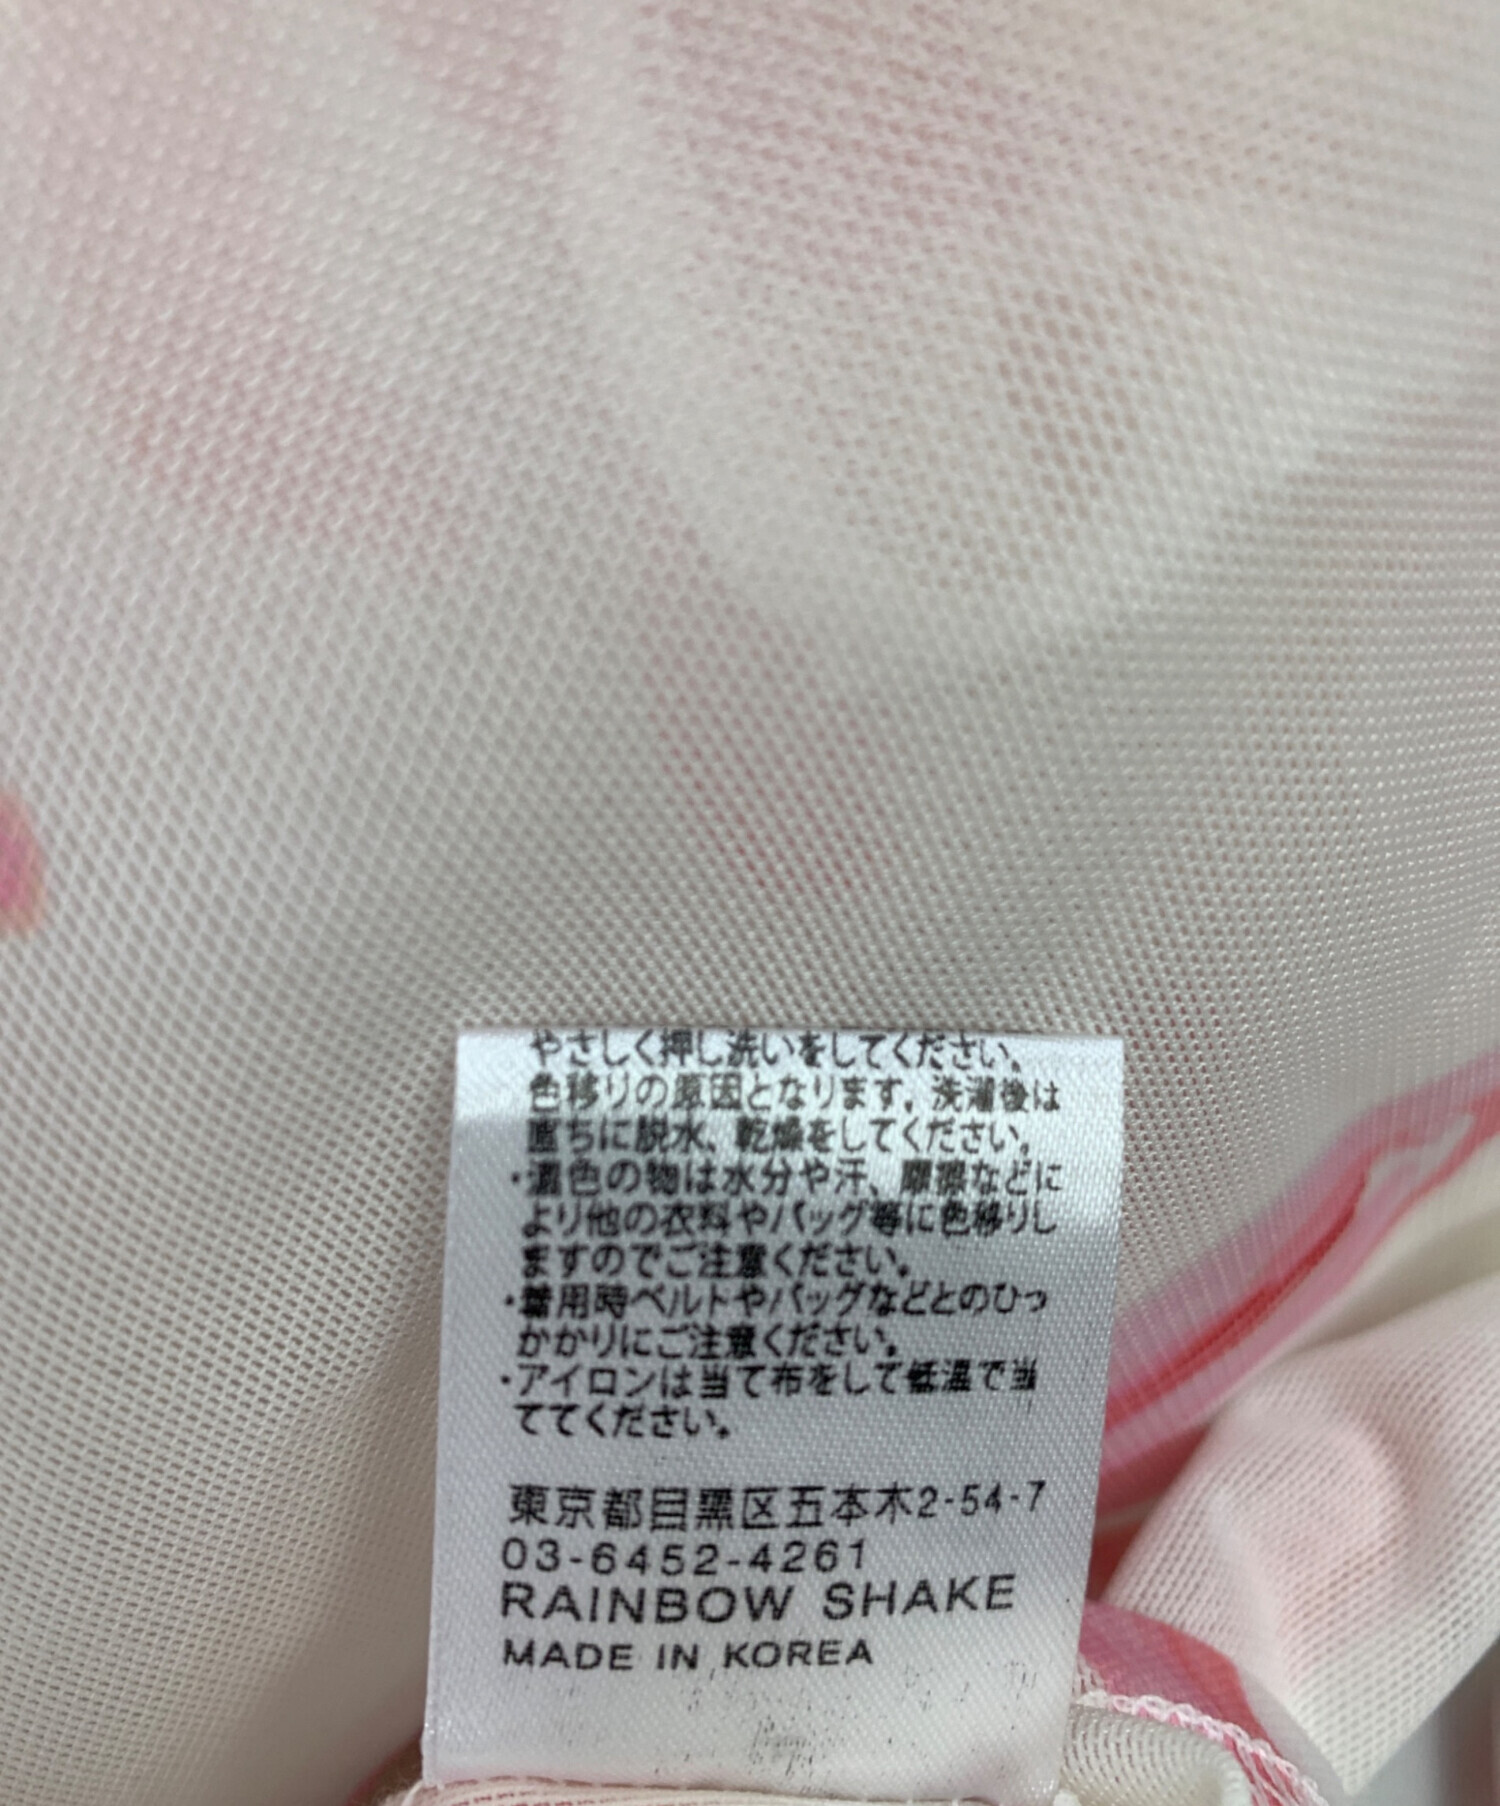 やさしく押し洗いをしてください。
色移りの原因となります。洗濯後は
直ちに脱水、乾燥をしてください。
・濃色の物は水分や汗、摩擦などに
より他の衣料やバッグ等に色移りし
ますのでご注意ください。
・着用時ベルトやバッグなどとのひっ
かかりにご注意ください。
・アイロンは当て布をして低温で当
ててください。
東京都目黒区五本木2-54-7
03-6452-4261
RAINBOW SHAKE
MADE IN KOREA